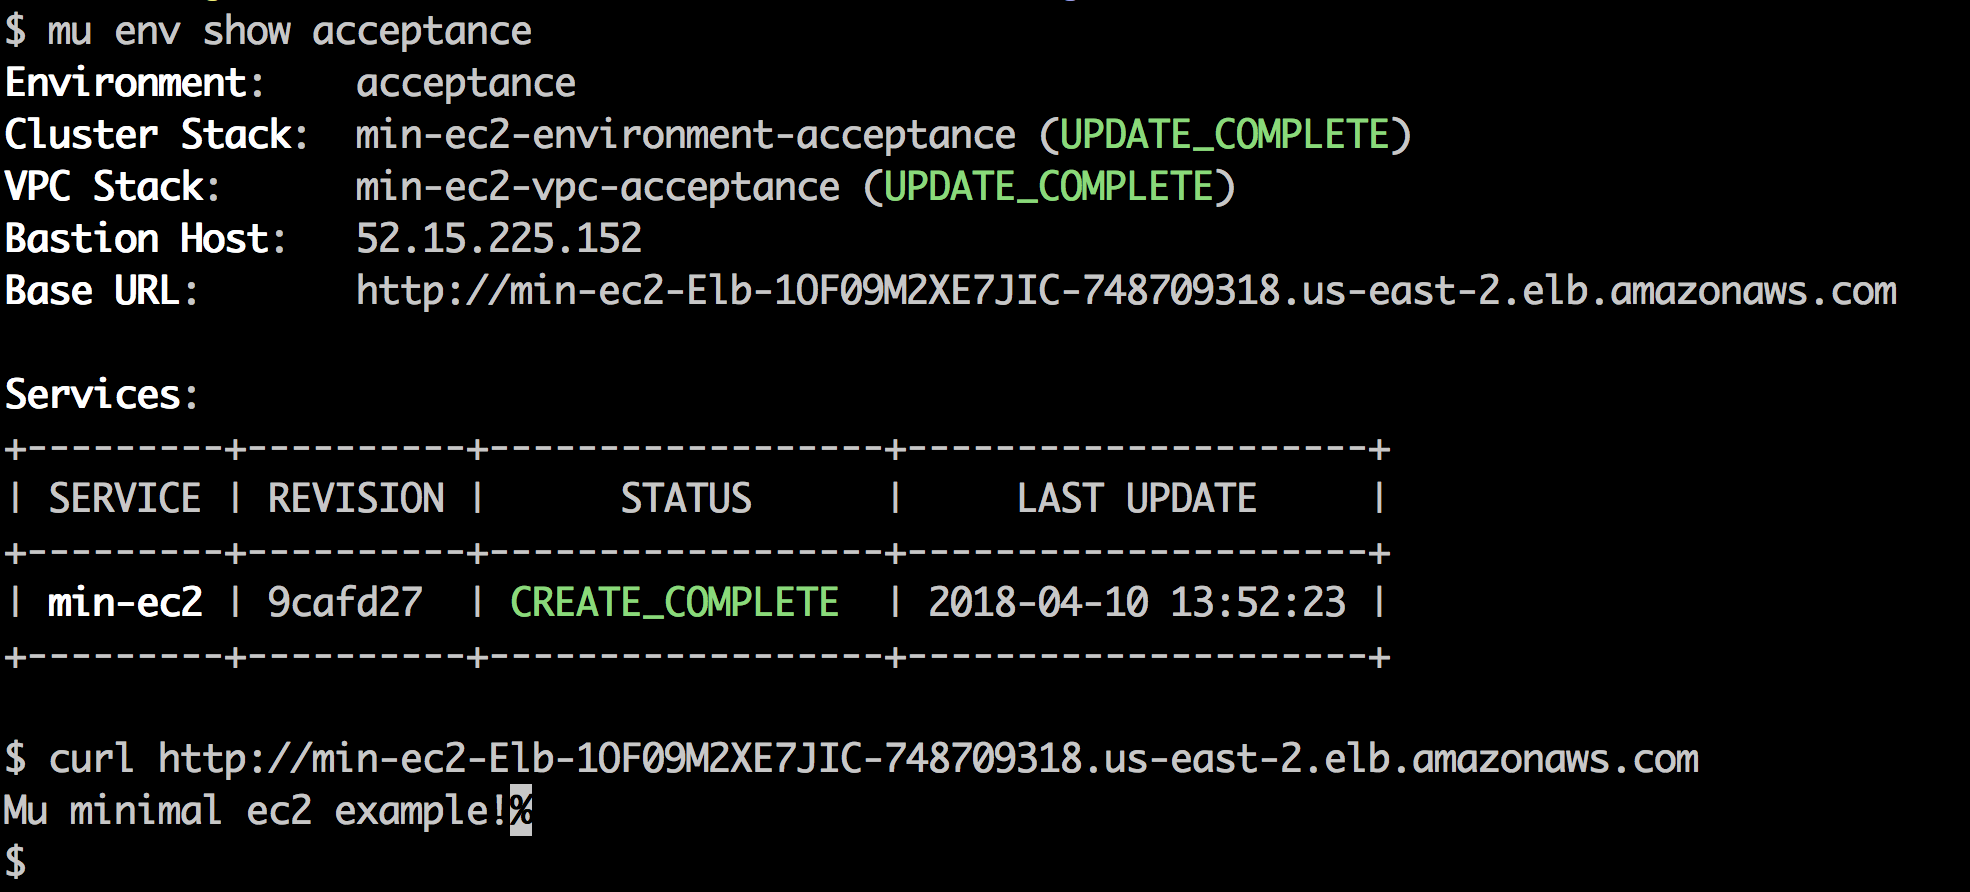 $ mu env show acceptance
Environment:    acceptance
Cluster Stack:  min-ec2-environment-acceptance (UPDATE_COMPLETE)
VPC Stack:      min-ec2-vpc-acceptance (UPDATE_COMPLETE)
Bastion Host:   52.15.225.152
Base URL:       http://min-ec2-Elb-1OF09M2XE7JIC-748709318.us-east-2.elb.amazonaws.com
Services:
+---------+----------+------------------+---------------------+
| SERVICE | REVISION |      STATUS      |     LAST UPDATE     |
+---------+----------+------------------+---------------------+
| min-ec2 | 9cafd27  | CREATE_COMPLETE  | 2018-04-10 13:52:23 |
+---------+----------+------------------+---------------------+
$ curl http://min-ec2-Elb-1OF09M2XE7JIC-748709318.us-east-2.elb.amazonaws.com
Mu minimal ec2 example!%
$